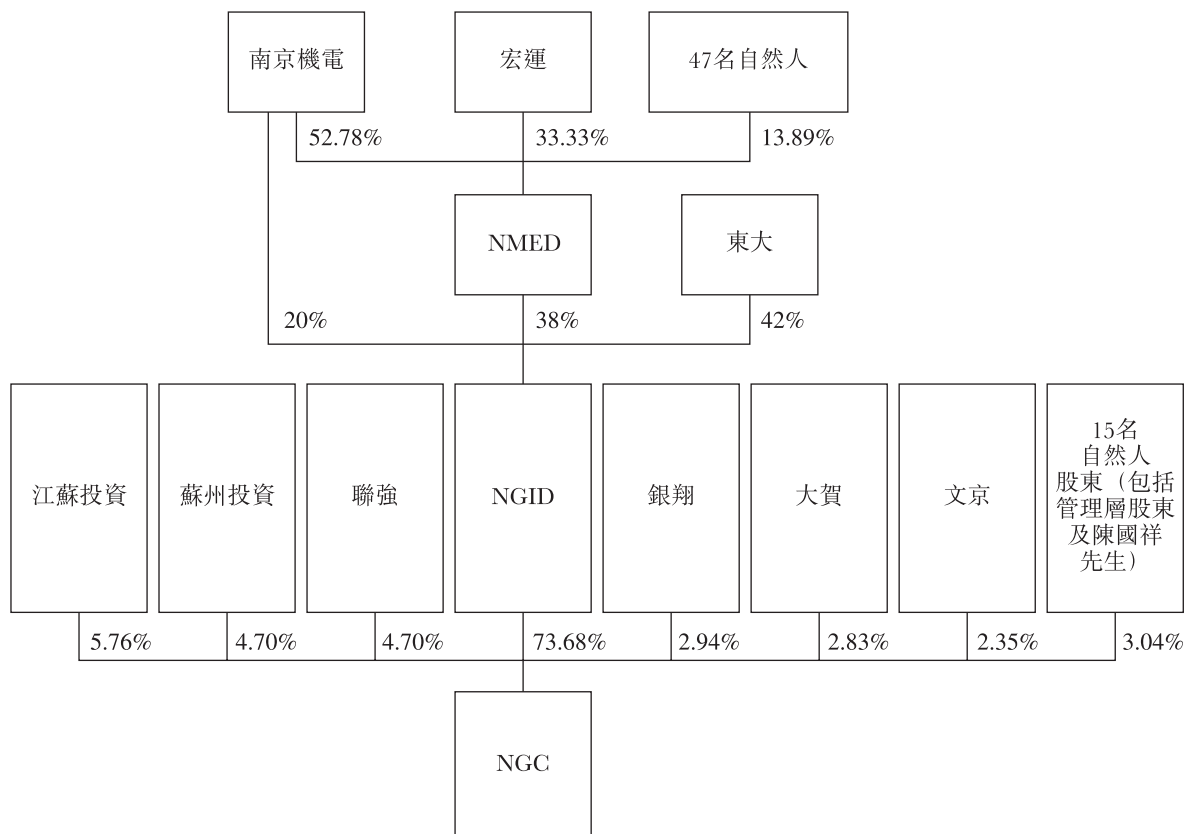 南京機電
宏運
47名自然人
52.78%
33.33%
13.89%
NMED
東大
20%
38%
42%
江蘇投資
蘇州投資
聯強
NGID
銀翔
大賀
文京
15名
自然人
股東（包括
管理層股東
及陳國祥
先生）
5.76%
4.70%
4.70%
73.68%
2.94%
2.83%
2.35%
3.04%
NGC